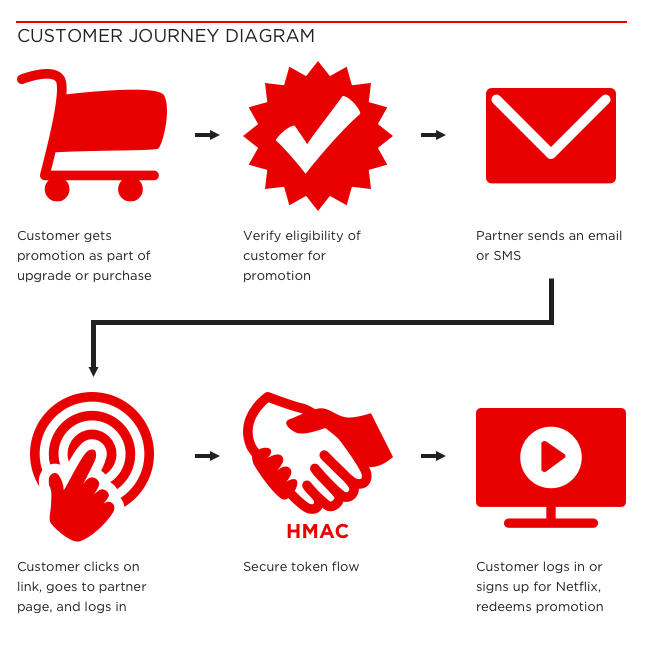 CUSTOMER JOURNEY DIAGRAM
Customer gets
promotion as part of
upgrade or purchase
Verify eligibility of
customer for
promotion
Partner sends an email
or SMS
Customer clicks on
link, goes to partner
page, and logs in
HMAC
Secure token flow
Customer logs in or
signs up for Netflix,
redeems promotion